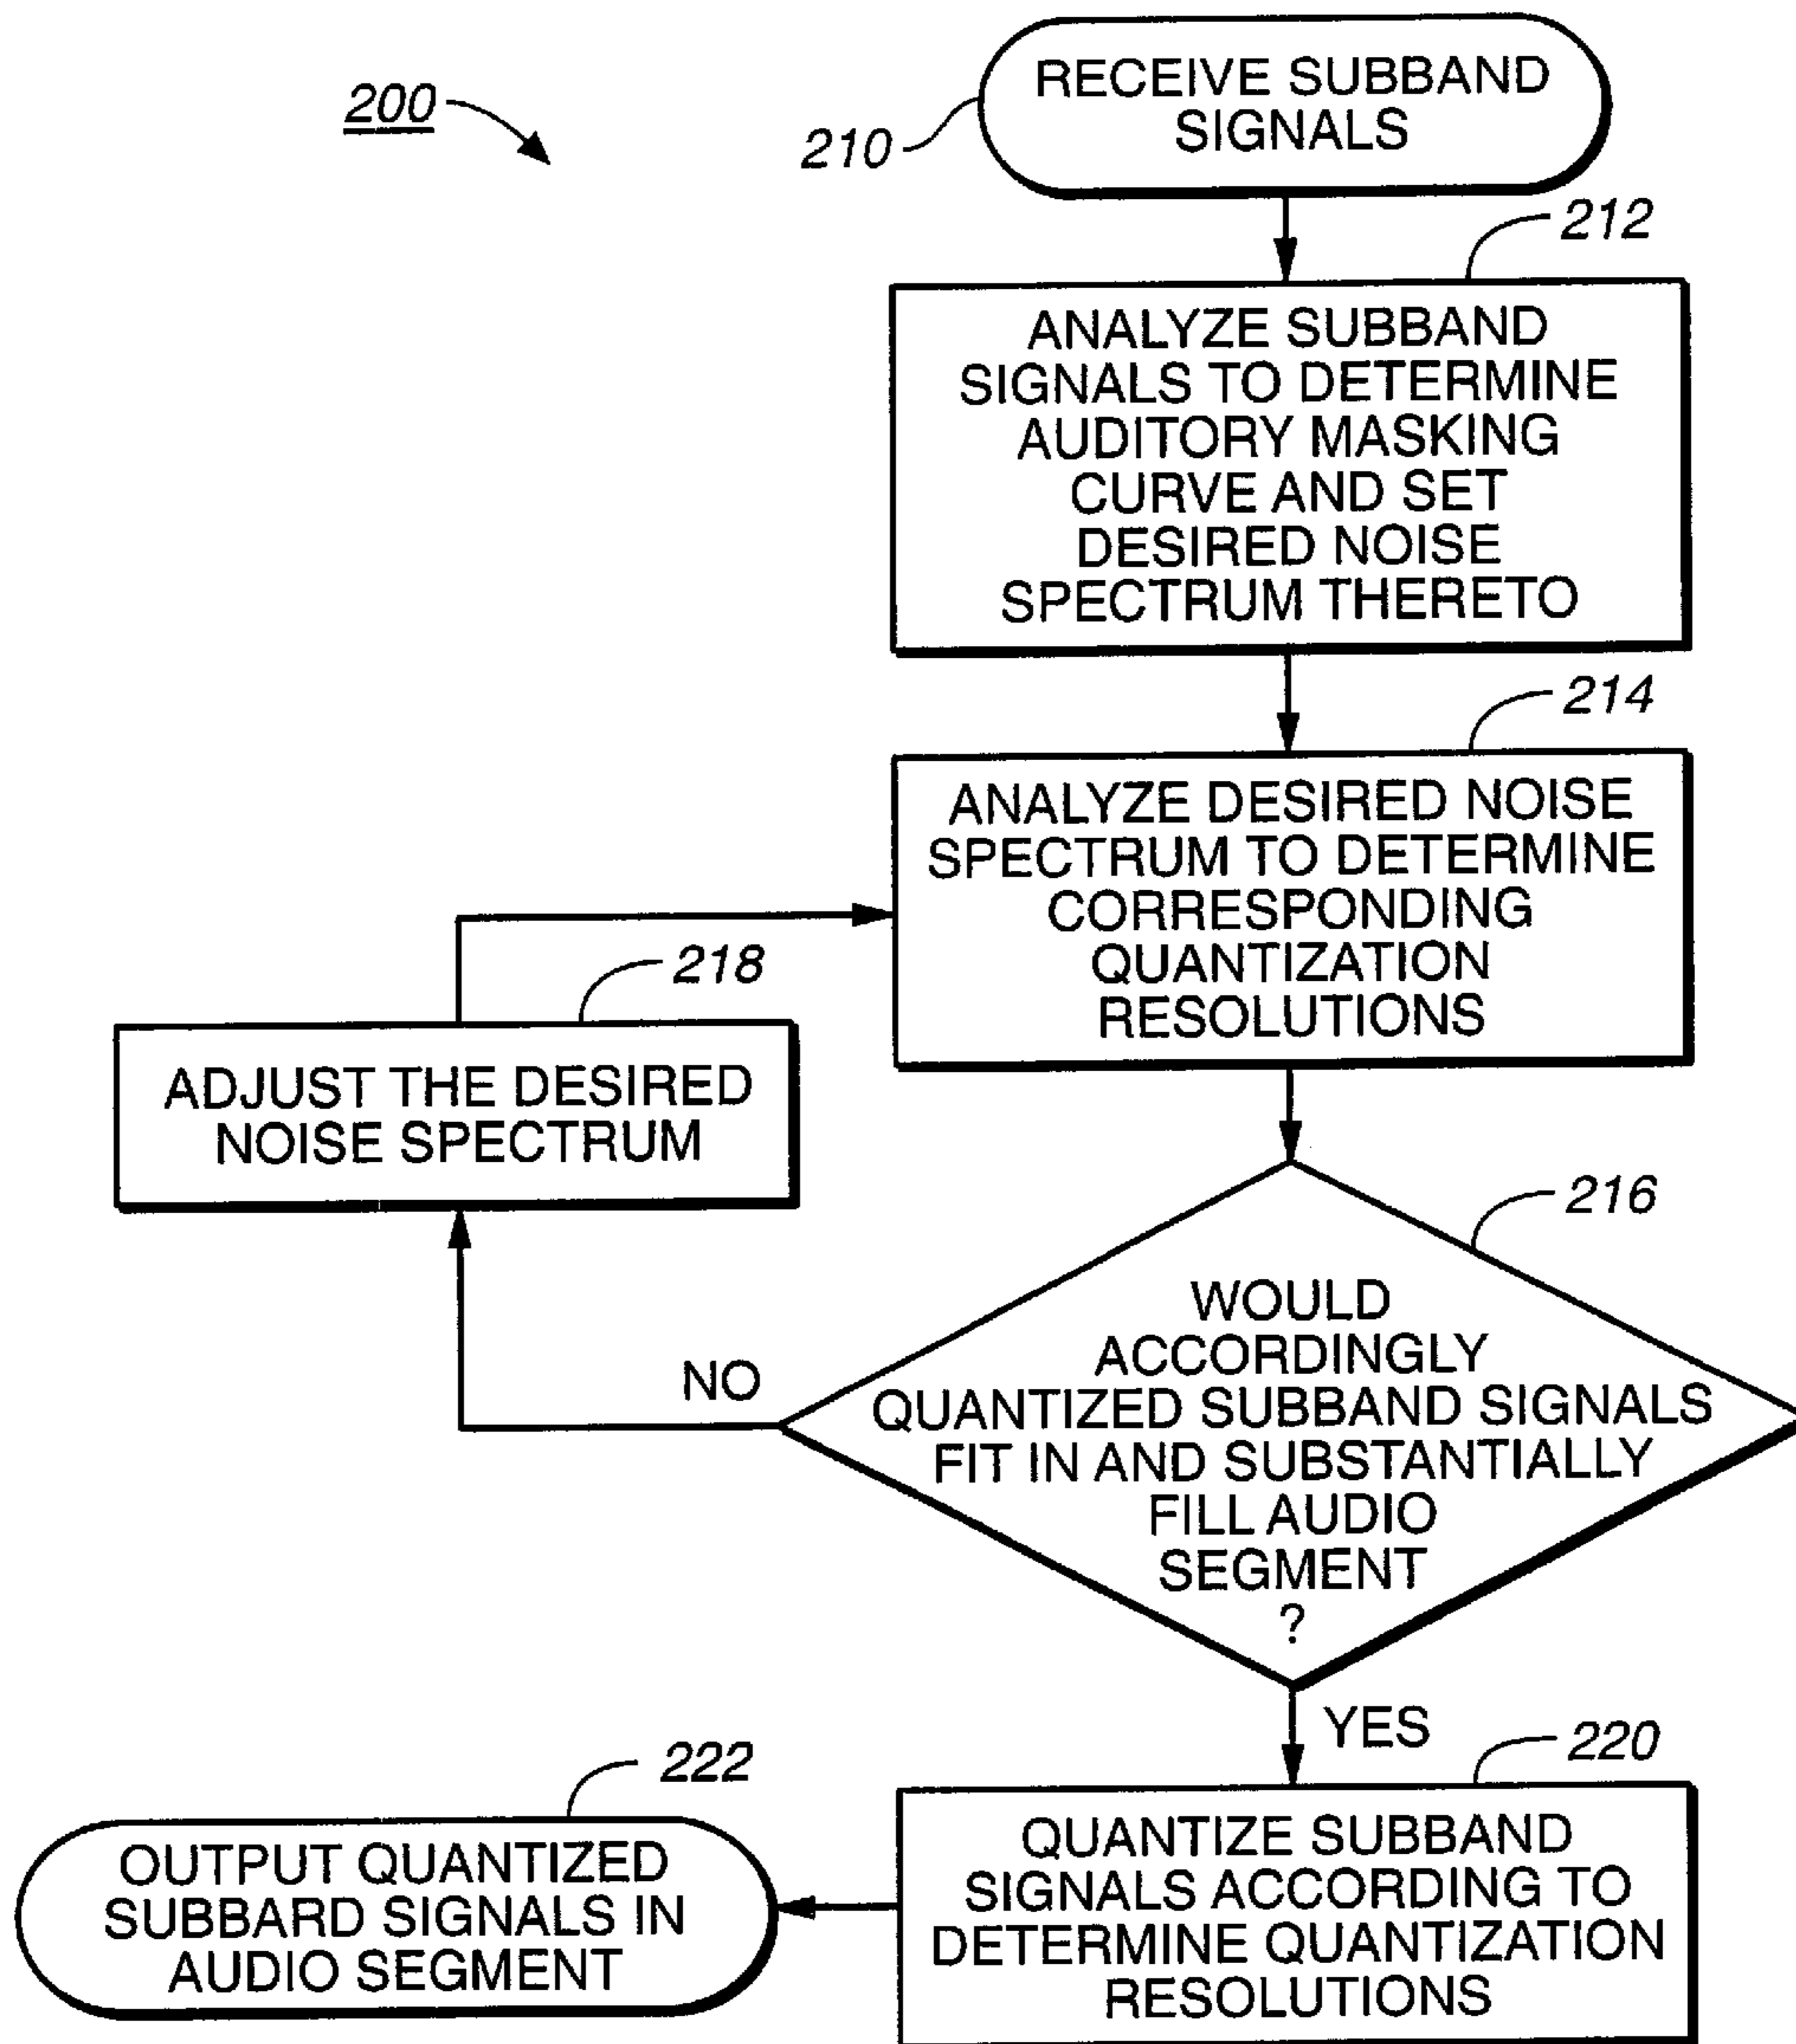 200
RECEIVE SUBBAND
SIGNALS
210
212
ANALYZE SUBBAND
SIGNALS TO DETERMINE
AUDITORY MASKING
CURVE AND SET
DESIRED NOISE
SPECTRUM THERETO
214
ANALYZE DESIRED NOISE
SPECTRUM TO DETERMINE
CORRESPONDING
QUANTIZATION
RESOLUTIONS
218
ADJUST THE DESIRED
NOISE SPECTRUM
216
WOULD
ACCORDINGLY
QUANTIZED SUBBAND SIGNALS
FIT IN AND SUBSTANTIALLY
FILL AUDIO
SEGMENT
?
NO
YES
220
QUANTIZE SUBBAND
SIGNALS ACCORDING TO
DETERMINE QUANTIZATION
RESOLUTIONS
222
OUTPUT QUANTIZED
SUBBARD SIGNALS IN
AUDIO SEGMENT